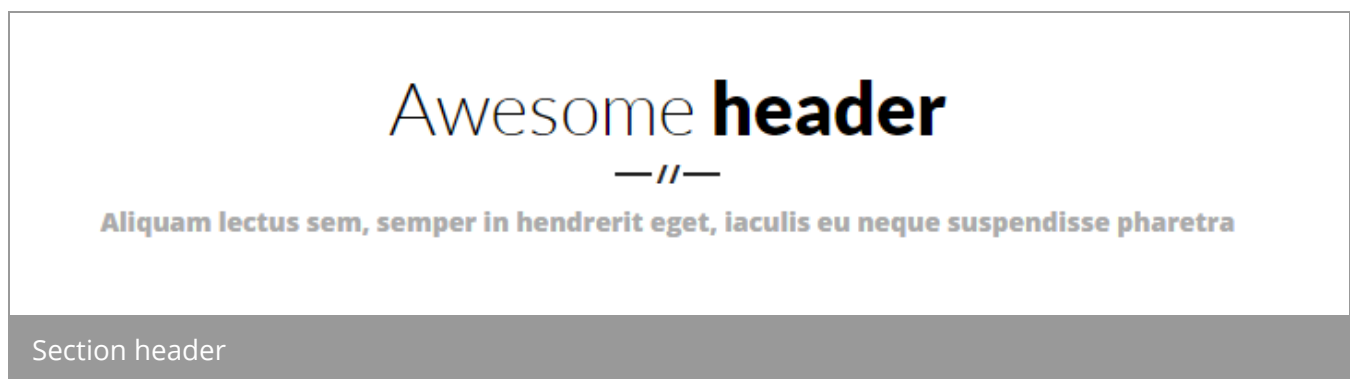 Awesome header
—//—
Aliquam lectus sem, semper in hendrerit eget, iaculis eu neque suspendisse pharetra
Section header